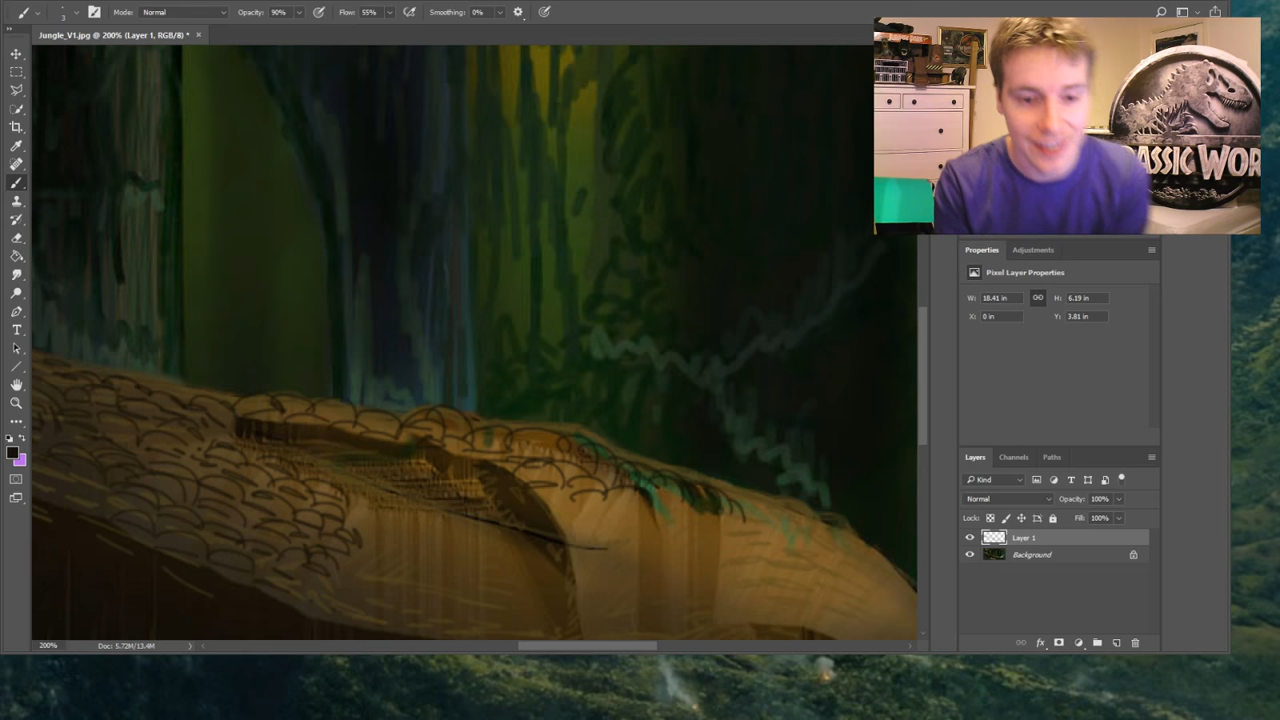 3
Mode: Normal
Opacity: 90%
Flow: 55%
Smoothing: 0%
Jungle_V1.jpg @ 200% (Layer 1, RGB/8) *
ASSIC WOR
Properties
Adjustments
Pixel Layer Properties
W: 18.41 in
H: 6.19 in
X: 0 in
Y: 3.81 in
Layers
Channels
Paths
Kind
Normal
Opacity: 100%
Lock:
Fill: 100%
Layer 1
Background
200%
Doc: 5.72M/13.4M